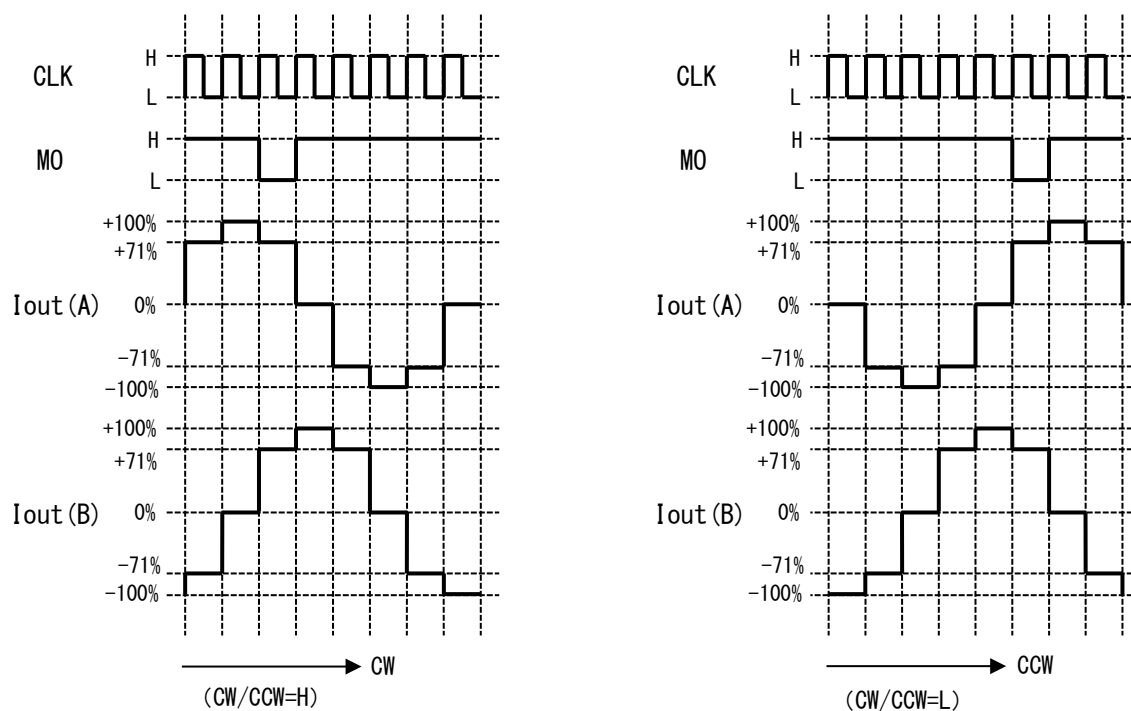 CLK
H
L
MO
H
L
Iout(A)
+100%
+71%
0%
-71%
-100%
Iout(B)
+100%
+71%
0%
-71%
-100%
CW
(CW/CCW=H)
CLK
H
L
MO
H
L
Iout(A)
+100%
+71%
0%
-71%
-100%
Iout(B)
+100%
+71%
0%
-71%
-100%
CCW
(CW/CCW=L)